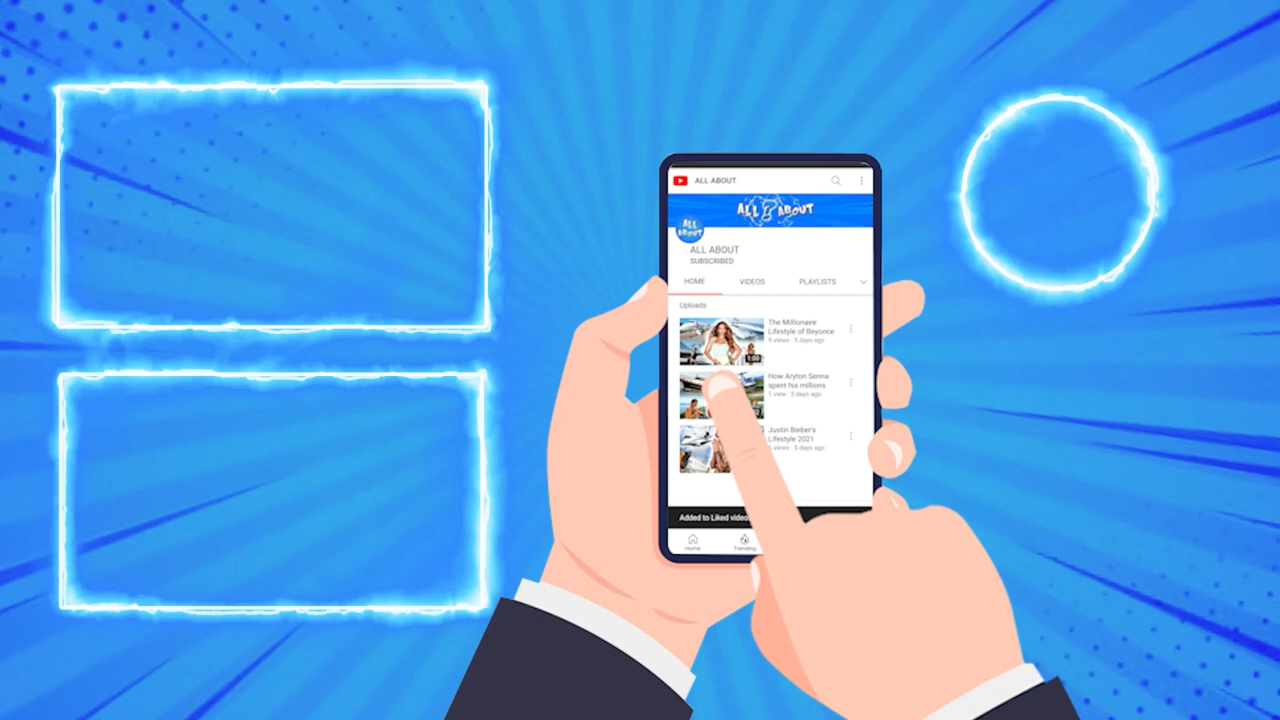 ALL ABOUT
ALL ABOUT
ALL
ABOUT
ALL ABOUT
SUBSCRIBED
HOME VIDEOS PLAYLISTS
Uploads
The Millionaire
Lifestyle of Beyonce
9 views · 5 days ago
1:00
How Aryton Senna
spent his millions
1 view · 5 days ago
Justin Bieber's
Lifestyle 2021
views · 5 days ago
Added to Liked videos
Home Trending